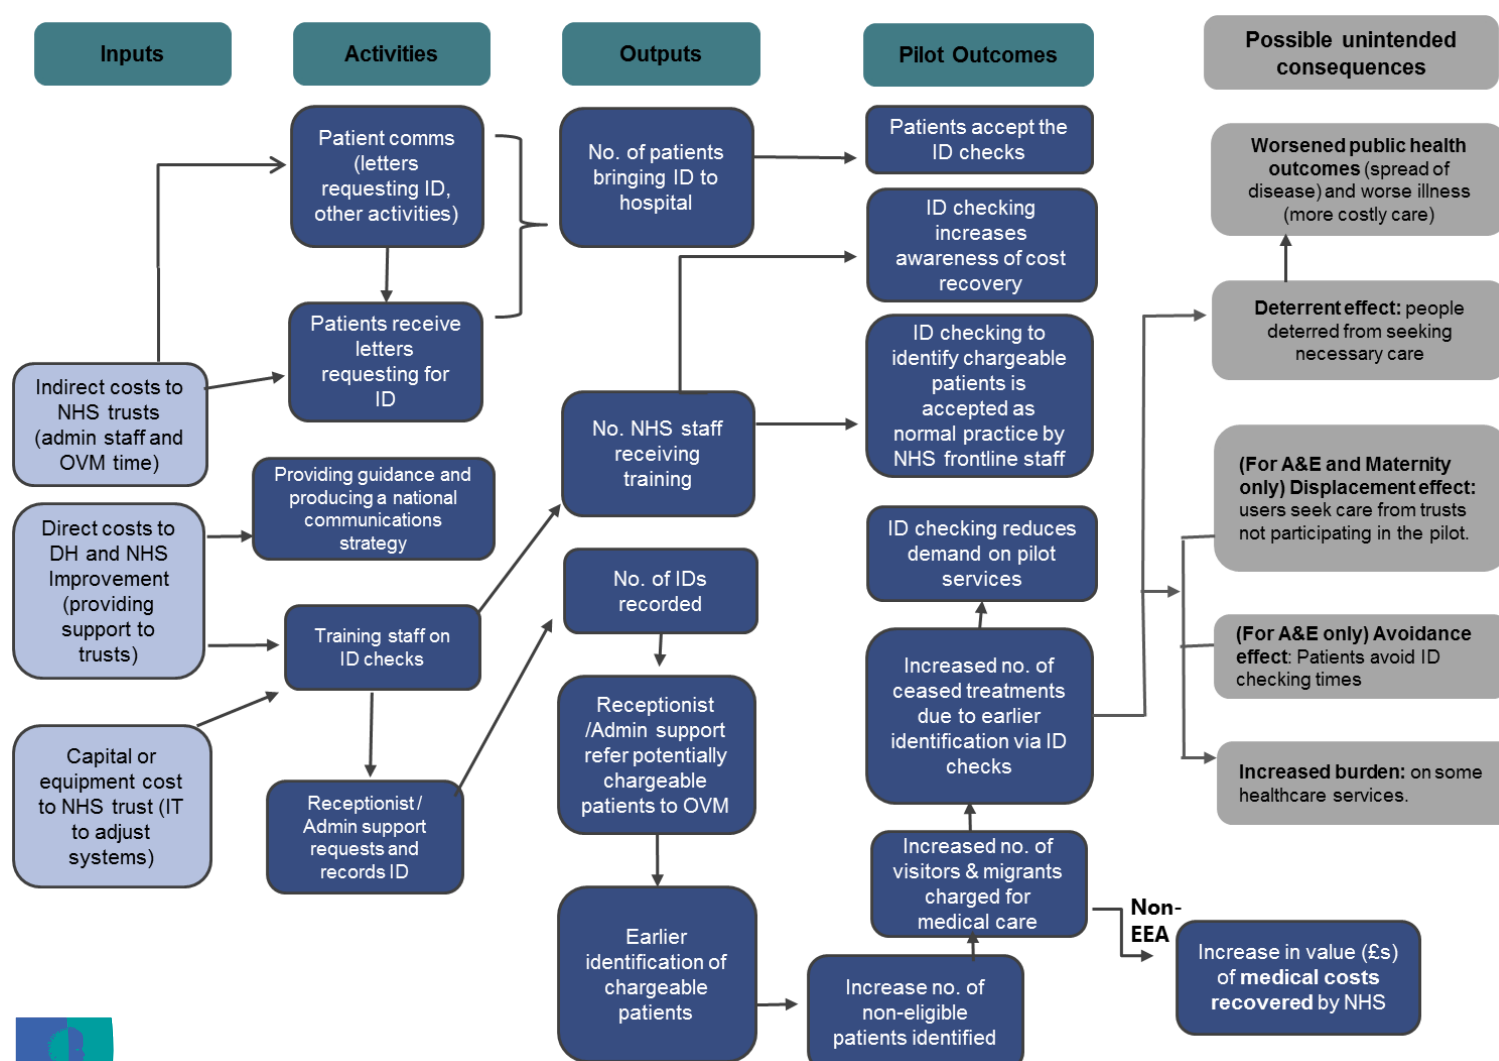 Inputs
Activities
Outputs
Pilot Outcomes
Possible unintended
consequences
Indirect costs to
NHS trusts
(admin staff and
OVM time)
Direct costs to
DH and NHS
Improvement
(providing
support to
trusts)
Capital or
equipment cost
to NHS trust (IT
to adjust
systems)
Patient comms
(letters
requesting ID,
other activities)
Patients receive
letters
requesting for
ID
Providing guidance and
producing a national
communications
strategy
Training staff on
ID checks
Receptionist /
Admin support
requests and
records ID
No. of patients
bringing ID to
hospital
No. NHS staff
receiving
training
No. of IDs
recorded
Receptionist
/Admin support
refer potentially
chargeable
patients to OVM
Earlier
identification of
chargeable
patients
Patients accept the
ID checks
ID checking
increases
awareness of cost
recovery
ID checking to
identify chargeable
patients is
accepted as
normal practice by
NHS frontline staff
ID checking reduces
demand on pilot
services
Increased no. of
ceased treatments
due to earlier
identification via ID
checks
Increased no. of
visitors & migrants
charged for
medical care
Increase no. of
non-eligible
patients identified
Non-
EEA
Increase in value (£s)
of medical costs
recovered by NHS
Worsened public health
outcomes (spread of
disease) and worse illness
(more costly care)
Deterrent effect: people
deterred from seeking
necessary care
(For A&E and Maternity
only) Displacement effect:
users seek care from trusts
not participating in the pilot.
(For A&E only) Avoidance
effect: Patients avoid ID
checking times
Increased burden: on some
healthcare services.